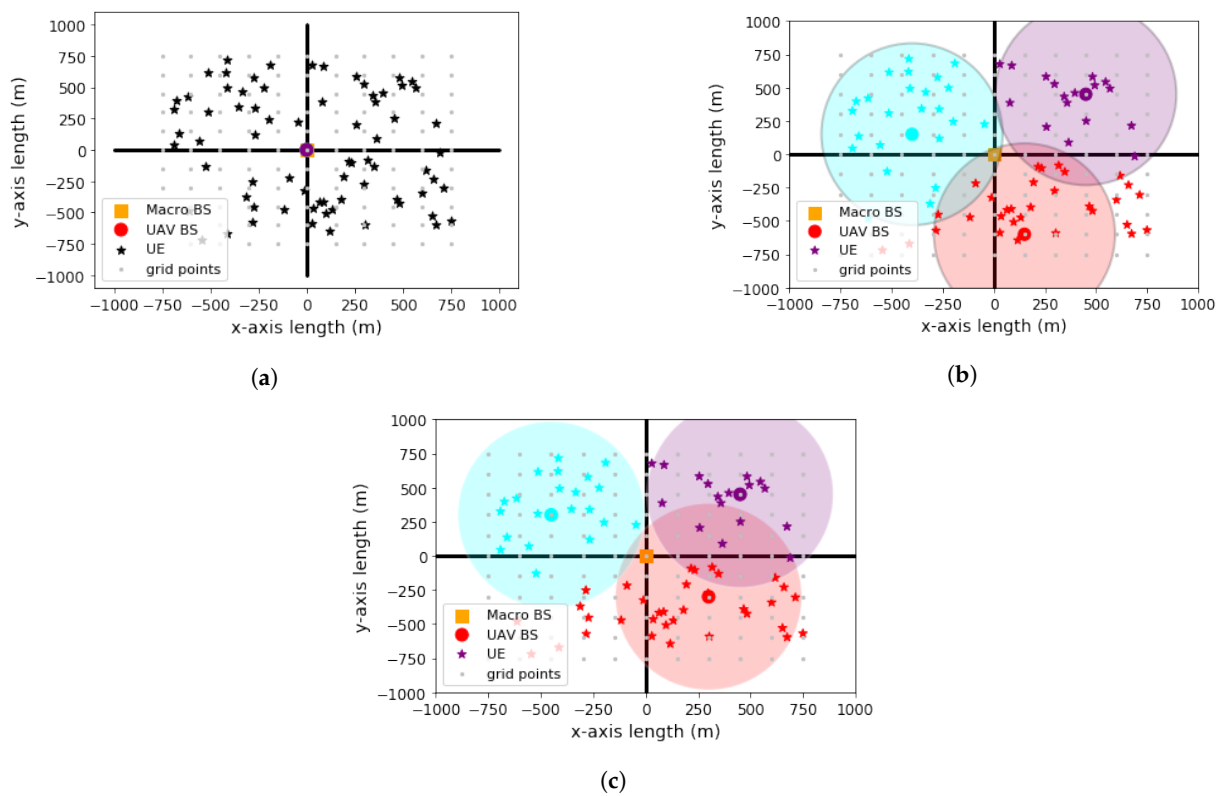 1000
750
500
250
0
−250
−500
−750
−1000
y-axis length (m)
Macro BS
UAV BS
UE
grid points
−1000 −750 −500 −250 0 250 500 750 1000
x-axis length (m)
(a)
1000
750
500
250
0
−250
−500
−750
−1000
y-axis length (m)
Macro BS
UAV BS
UE
grid points
−1000 −750 −500 −250 0 250 500 750 1000
x-axis length (m)
(b)
1000
750
500
250
0
−250
−500
−750
−1000
y-axis length (m)
Macro BS
UAV BS
UE
grid points
−1000 −750 −500 −250 0 250 500 750 1000
x-axis length (m)
(c)